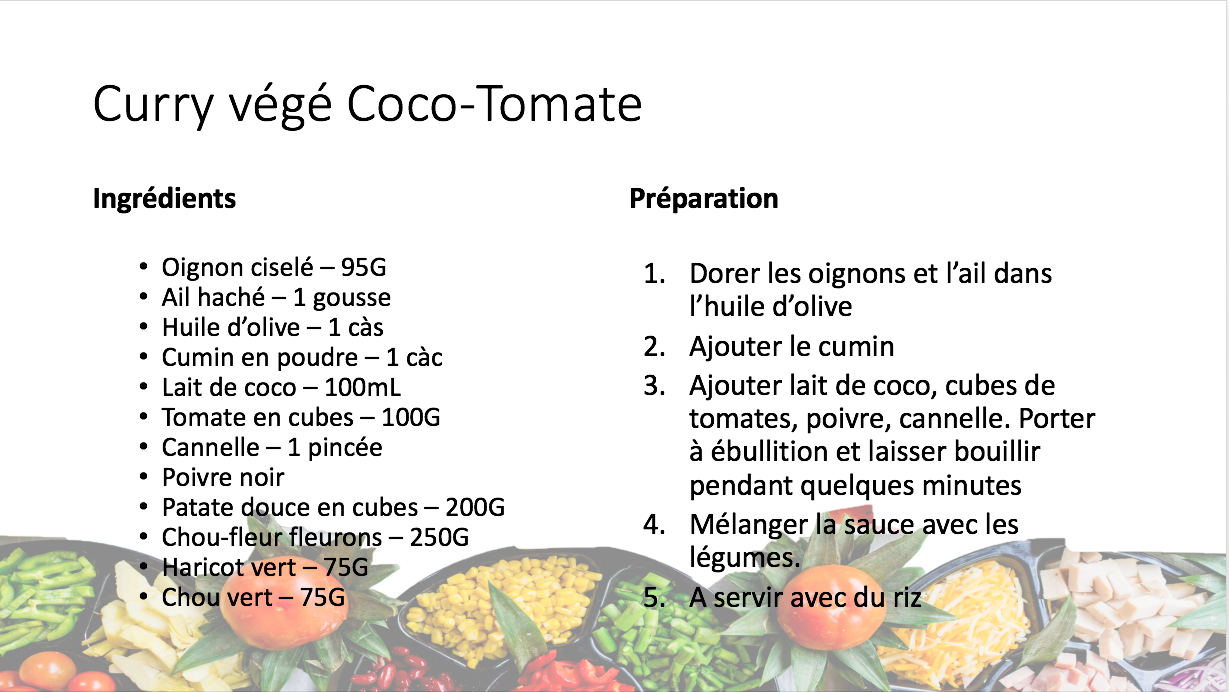 Curry végé Coco-Tomate
Ingrédients
• Oignon ciselé – 95G
• Ail haché – 1 gousse
• Huile d’olive – 1 càs
• Cumin en poudre – 1 càc
• Lait de coco – 100mL
• Tomate en cubes – 100G
• Cannelle – 1 pincée
• Poivre noir
• Patate douce en cubes – 200G
• Chou-fleur fleurons – 250G
• Haricot vert – 75G
• Chou vert – 75G
Préparation
1. Dorer les oignons et l’ail dans
l’huile d’olive
2. Ajouter le cumin
3. Ajouter lait de coco, cubes de
tomates, poivre, cannelle. Porter
à ébullition et laisser bouillir
pendant quelques minutes
4. Mélanger la sauce avec les
légumes.
5. A servir avec du riz